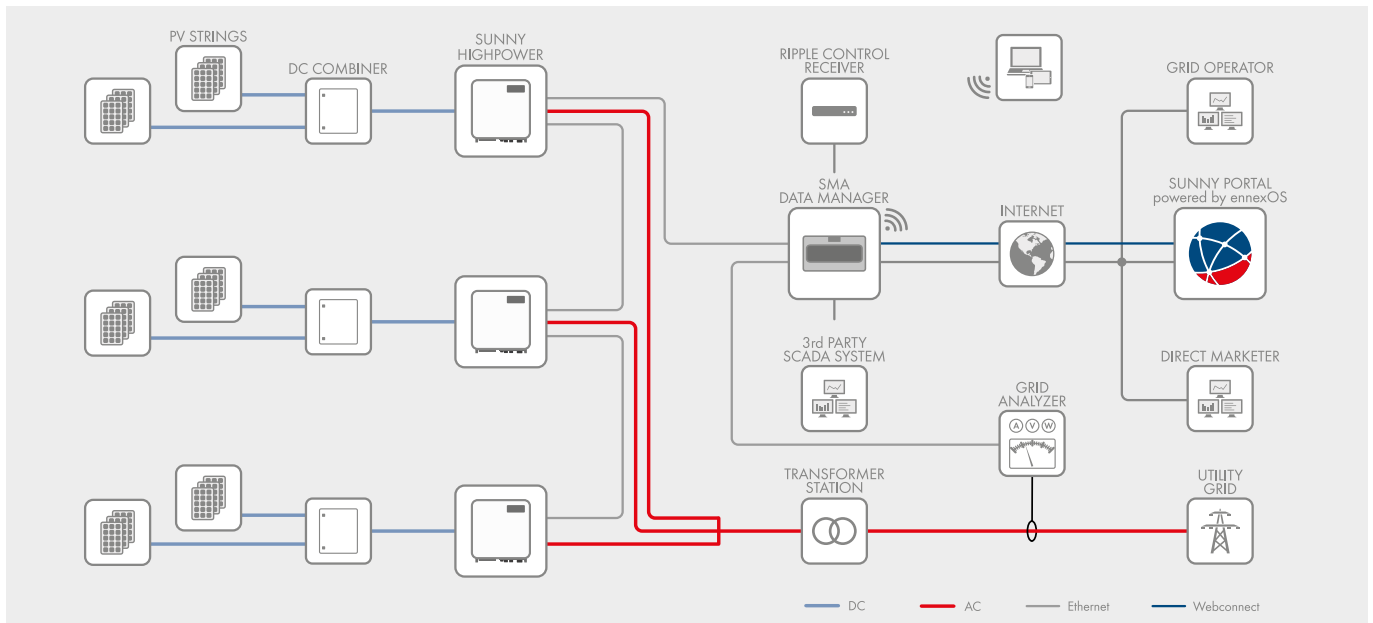 PV STRINGS
DC COMBINER
SUNNY
HIGHPOWER
RIPPLE CONTROL
RECEIVER
GRID OPERATOR
SMA
DATA MANAGER
INTERNET
SUNNY PORTAL
powered by ennexOS
3rd PARTY
SCADA SYSTEM
DIRECT MARKETER
GRID
ANALYZER
A V W
TRANSFORMER
STATION
UTILITY
GRID
DC
AC
Ethernet
Webconnect